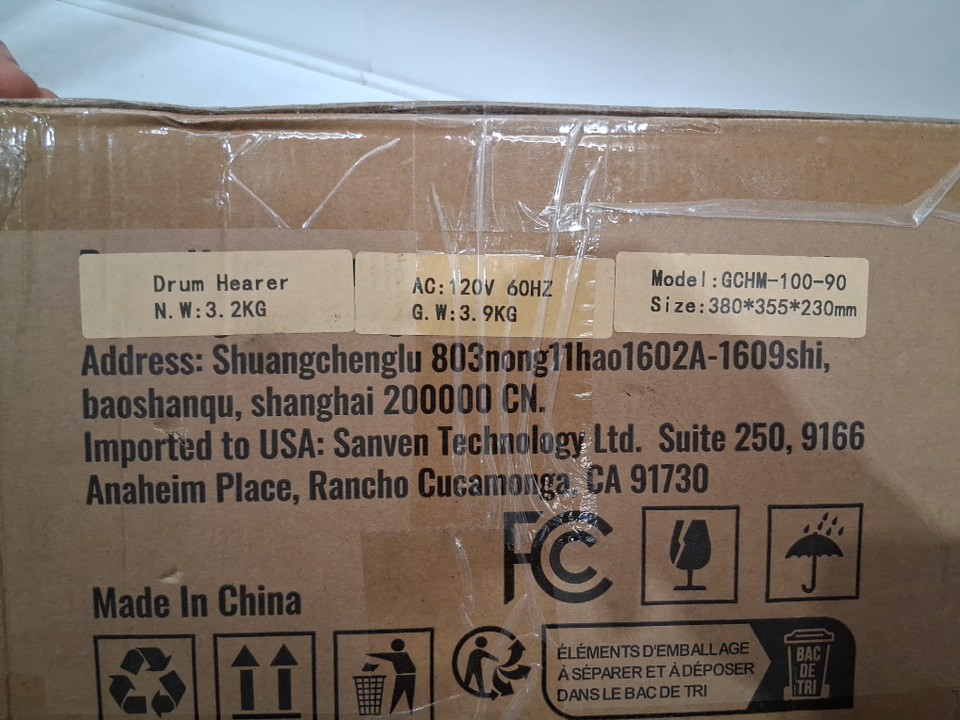 Drum Hearer
N.W:3.2KG
AC:120V 60HZ
G.W:3.9KG
Model:GCHM-100-90
Size:380*355*230mm
Address: Shuangchenglu 803nong11hao1602A-1609shi,
baoshanqu, shanghai 200000 CN.
Imported to USA: Sanven Technology Ltd. Suite 250, 9166
Anaheim Place, Rancho Cucamonga, CA 91730
FCC
Made In China
ÉLÉMENTS D'EMBALLAGE
À SÉPARER ET À DÉPOSER
DANS LE BAC DE TRI
BAC
DE
TRI